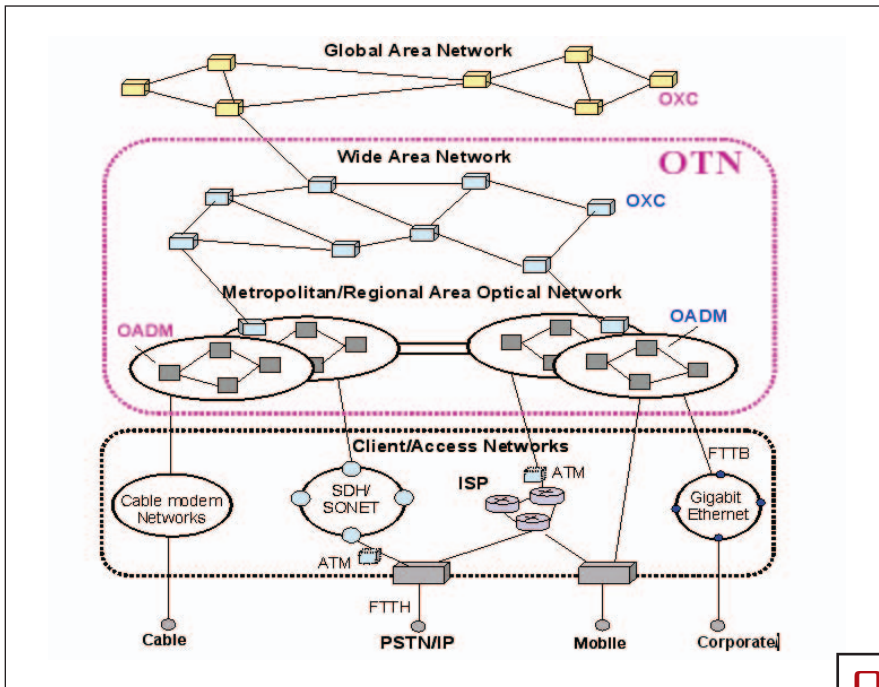 Global Area Network
OXC
OTN
Wide Area Network
OXC
Metropolitan/Regional Area Optical Network
OADM
OADM
Client/Access Networks
FTTB
ISP
ATM
Cable modem
Networks
SDH/
SONET
Gigabit
Ethernet
ATM
FTTH
Cable
PSTN/IP
Mobile
Corporate